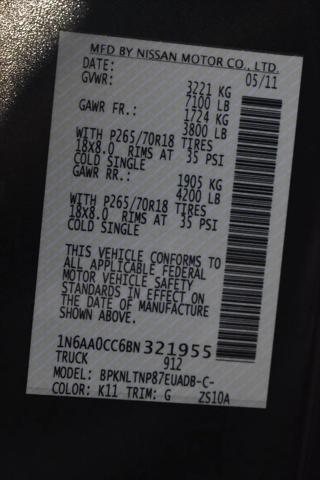 MFD BY NISSAN MOTOR CO., LTD.
DATE: 05/11
GVWR: 3221 KG
7100 LB
GAWR FR.: 1724 KG
3800 LB
WITH P265/70R18 TIRES
18X8.0 RIMS AT 35 PSI
COLD SINGLE
GAWR RR.: 1905 KG
4200 LB
WITH P265/70R18 TIRES
18X8.0 RIMS AT 35 PSI
COLD SINGLE
THIS VEHICLE CONFORMS TO
ALL APPLICABLE FEDERAL
MOTOR VEHICLE SAFETY
STANDARDS IN EFFECT ON
THE DATE OF MANUFACTURE
SHOWN ABOVE.
1N6AA0CC6BN321955
TRUCK 912
MODEL: BPKNLTNP87EUADB-C-
COLOR: K11 TRIM: G ZS10A